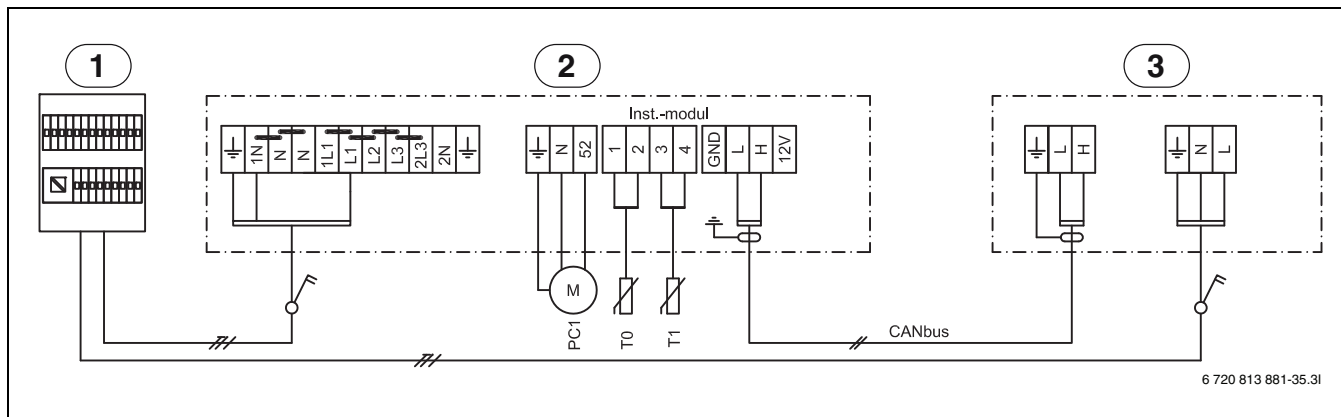 1
2
3
Inst.-modul
1N
N
N
1L1
L1
L2
L3
2L3
2N
N
52
1
2
3
4
GND
L
H
12V
L
H
N
L
M
PC1
T0
T1
CANbus
6 720 813 881-35.3I